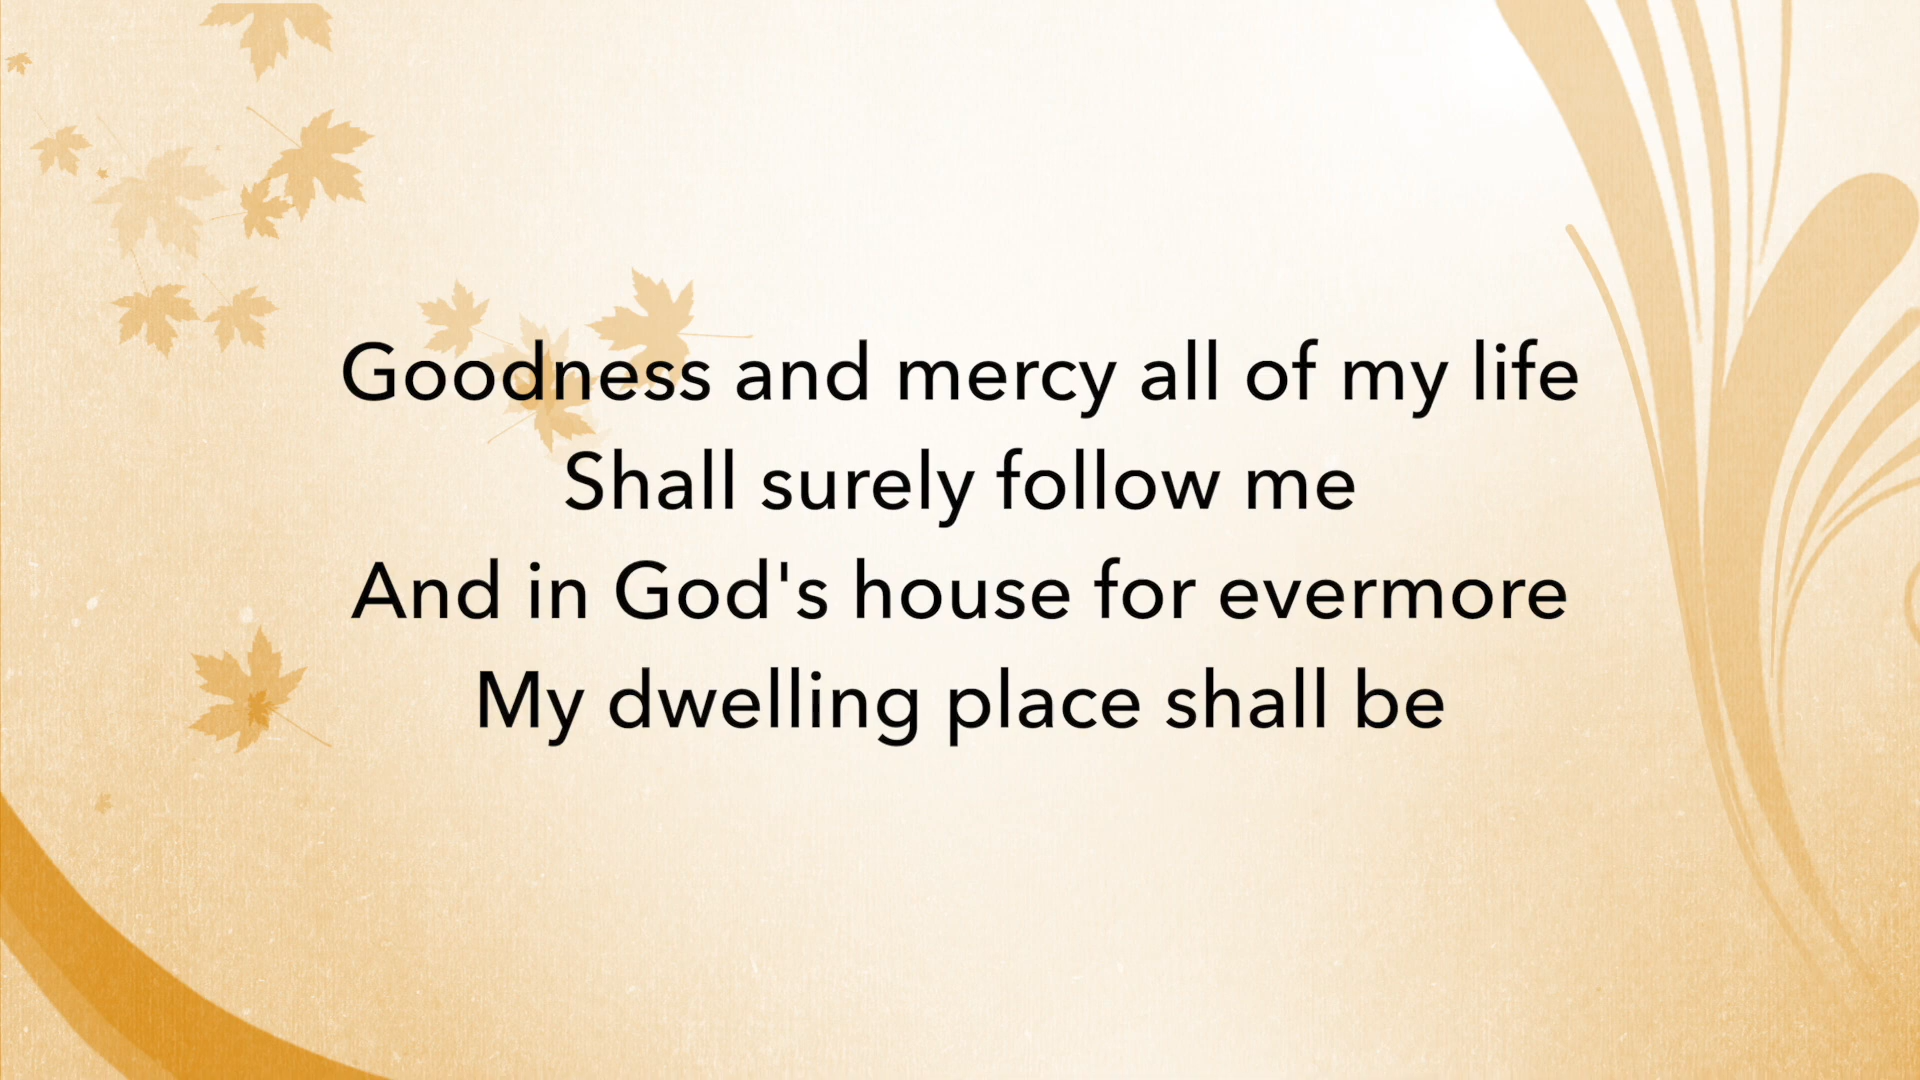 Goodness and mercy all of my life
Shall surely follow me
And in God's house for evermore
My dwelling place shall be